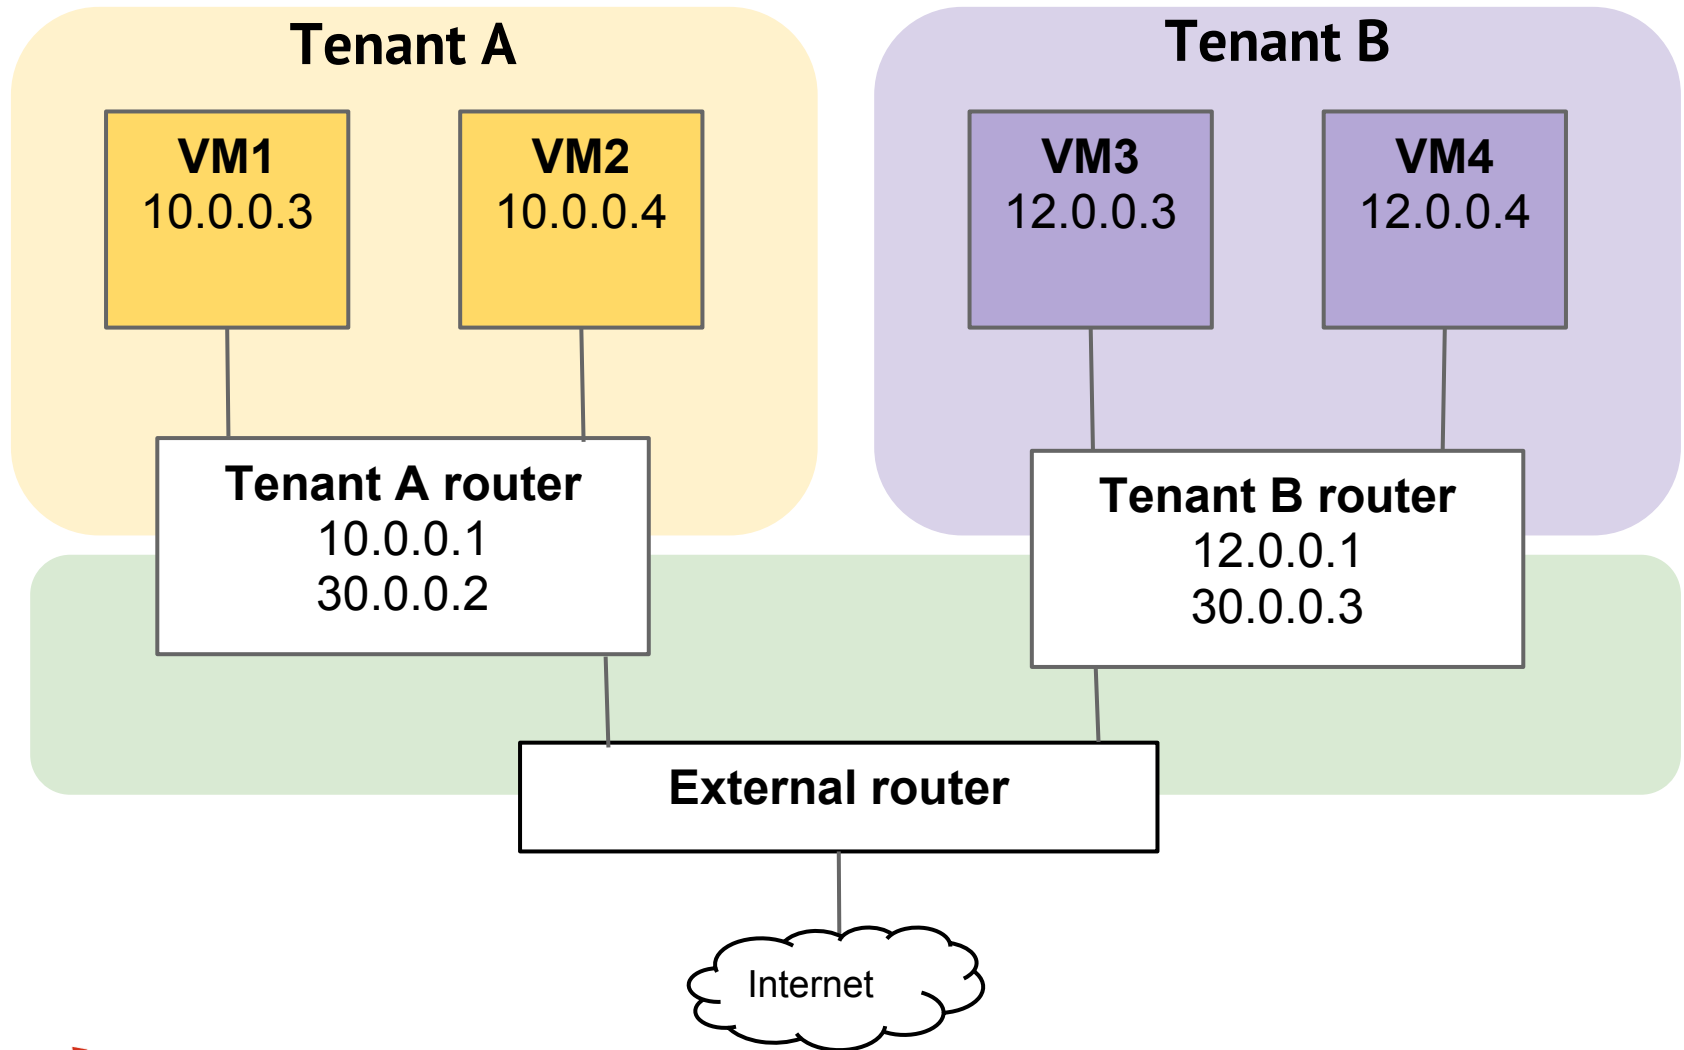 Tenant A
VM1
10.0.0.3
VM2
10.0.0.4
Tenant A router
10.0.0.1
30.0.0.2
Tenant B
VM3
12.0.0.3
VM4
12.0.0.4
Tenant B router
12.0.0.1
30.0.0.3
External router
Internet